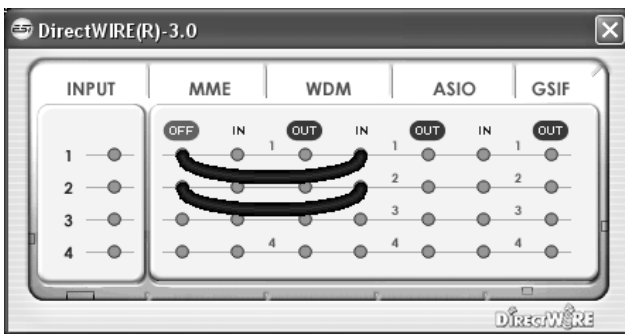 ESI DirectWIRE(R)-3.0
INPUT MME WDM ASIO GSIF
OFF IN OUT IN OUT IN OUT
1 1 1 1
2 2 2
3 3 3
4 4 4 4
DIRECTWIRE